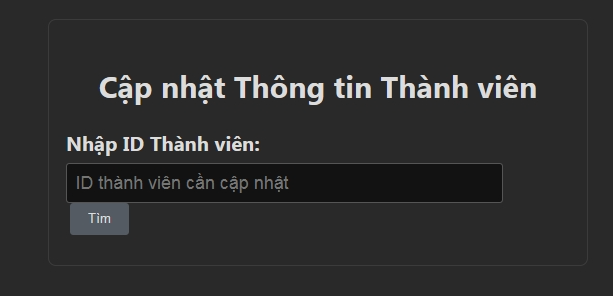 Cập nhật Thông tin Thành viên
Nhập ID Thành viên:
ID thành viên cần cập nhật
Tìm